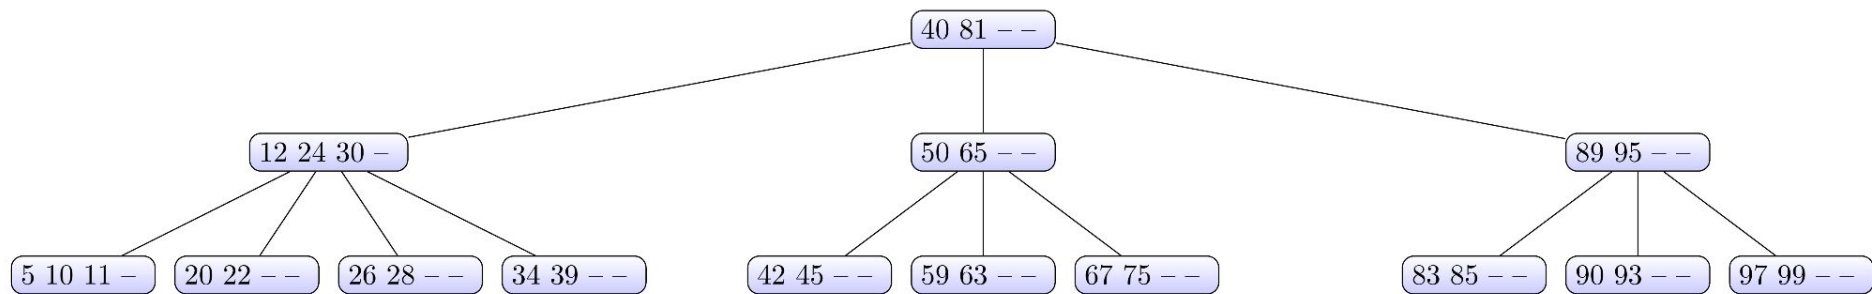 40 81 – –
12 24 30 –
50 65 – –
89 95 – –
5 10 11 –
20 22 – –
26 28 – –
34 39 – –
42 45 – –
59 63 – –
67 75 – –
83 85 – –
90 93 – –
97 99 – –